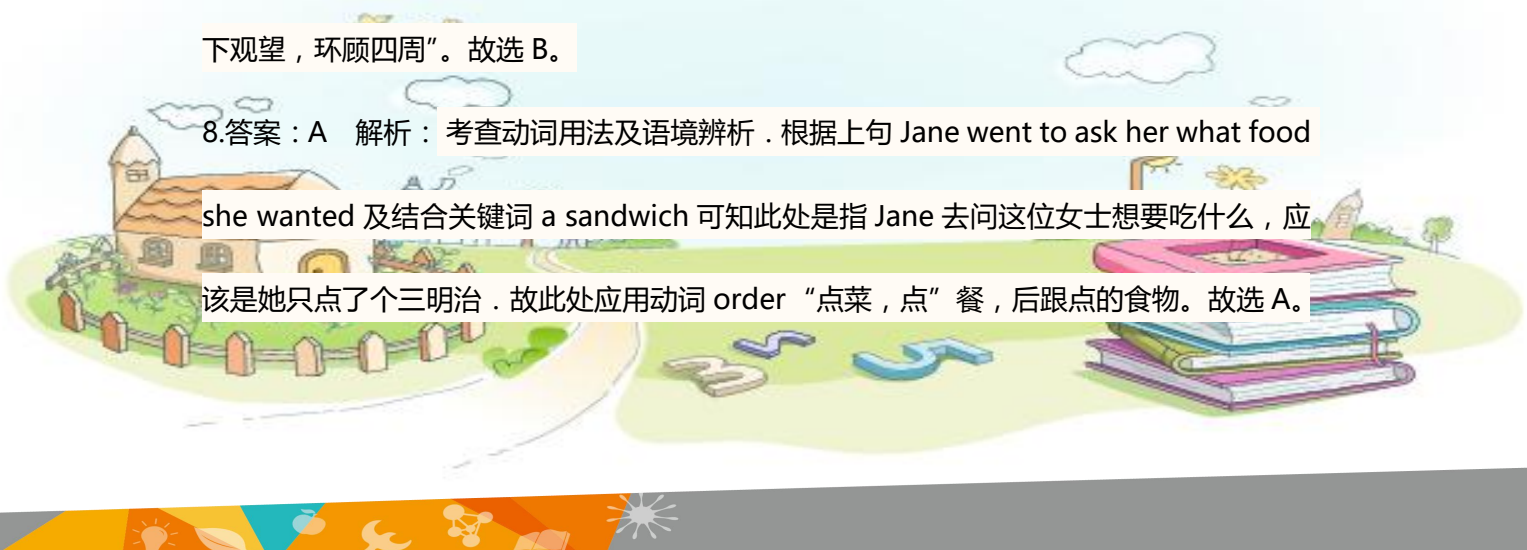 下观望，环顾四周”。故选 B。
8.答案：A 解析： 考查动词用法及语境辨析．根据上句 Jane went to ask her what food
she wanted 及结合关键词 a sandwich 可知此处是指 Jane 去问这位女士想要吃什么，应
该是她只点了个三明治．故此处应用动词 order “点菜，点”餐，后跟点的食物。故选 A。